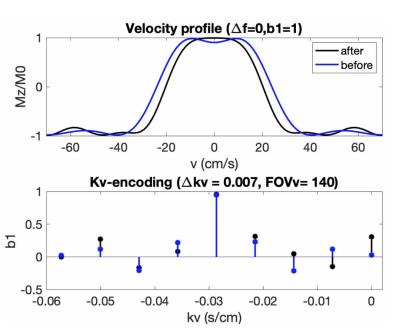 Velocity profile (Δf=0,b1=1)
1
0
-1
Mz/M0
after
before
-60 -40 -20 0 20 40 60
v (cm/s)
Kv-encoding (Δkv = 0.007, FOVv= 140)
1
0.5
0
-0.5
b1
-0.06 -0.05 -0.04 -0.03 -0.02 -0.01 0
kv (s/cm)